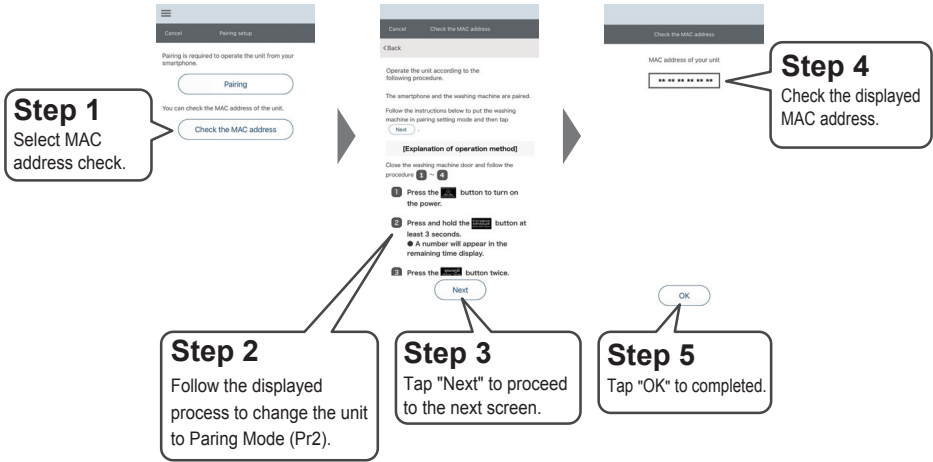 Cancel Pairing setup
Pairing is required to operate the unit from your
smartphone.
Pairing
You can check the MAC address of the unit.
Check the MAC address
Step 1
Select MAC
address check.
Cancel Check the MAC address
<Back
Operate the unit according to the
following procedure.
The smartphone and the washing machine are paired.
Follow the instructions below to put the washing
machine in pairing setting mode and then tap
Next .
[Explanation of operation method]
Close the washing machine door and follow the
procedure 1 ~ 4
1 Press the button to turn on
the power.
2 Press and hold the button at
least 3 seconds.
● A number will appear in the
remaining time display.
3 Press the button twice.
Next
Step 2
Follow the displayed
process to change the unit
to Paring Mode (Pr2).
Step 3
Tap "Next" to proceed
to the next screen.
Check the MAC address
MAC address of your unit
** ** ** ** ** **
Step 4
Check the displayed
MAC address.
OK
Step 5
Tap "OK" to completed.